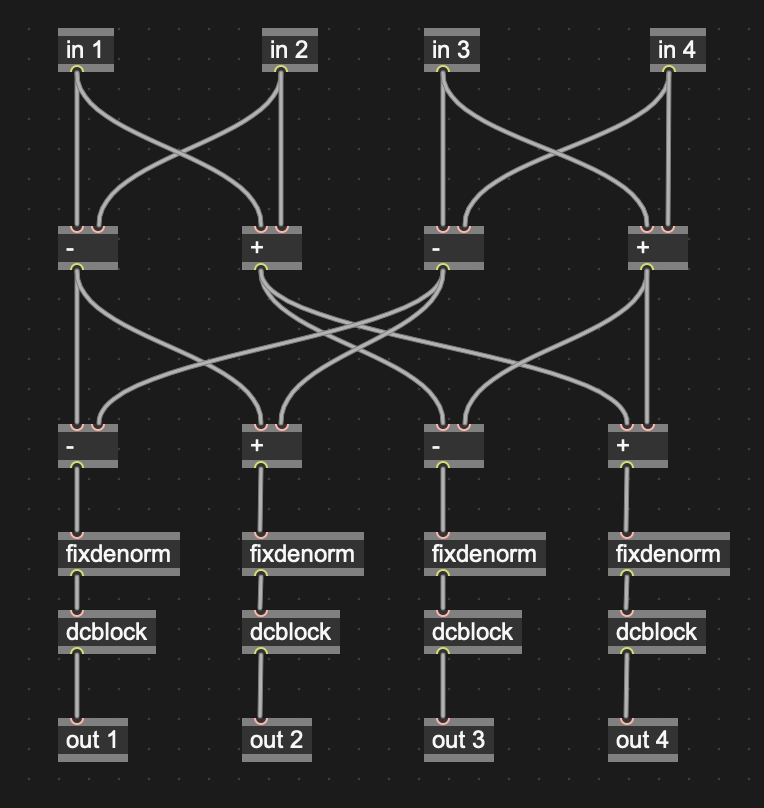 in 1 in 2 in 3 in 4
- + - +
- + - +
fixdenorm fixdenorm fixdenorm fixdenorm
dcblock dcblock dcblock dcblock
out 1 out 2 out 3 out 4